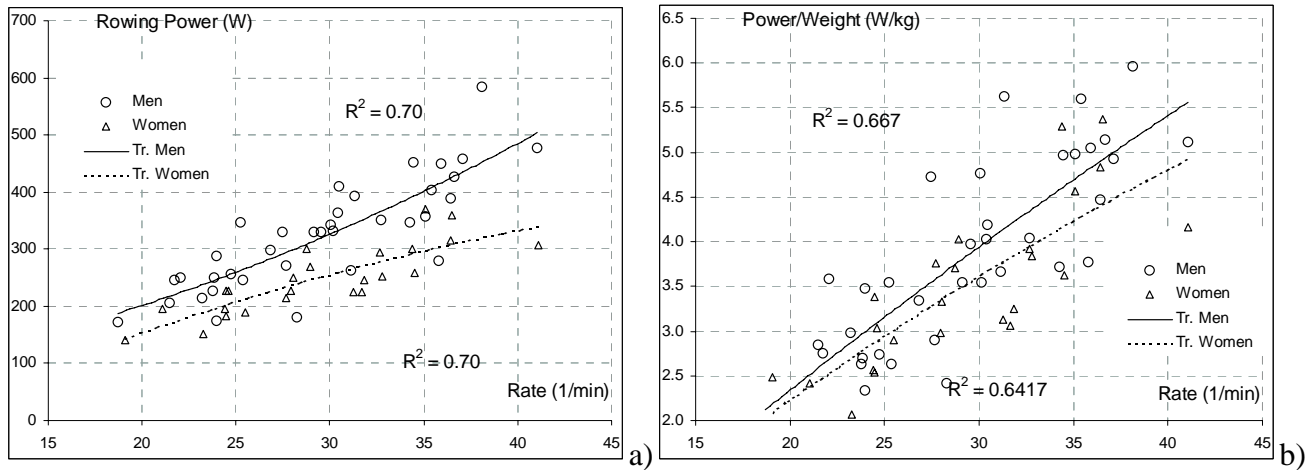 Rowing Power (W)
700
600
500
400
300
200
100
0
Men
Women
Tr. Men
Tr. Women
R² = 0.70
R² = 0.70
Rate (1/min)
15 20 25 30 35 40 45
a)
Power/Weight (W/kg)
6.5
6.0
5.5
5.0
4.5
4.0
3.5
3.0
2.5
2.0
R² = 0.667
Men
Women
Tr. Men
Tr. Women
R² = 0.6417
Rate (1/min)
15 20 25 30 35 40 45
b)